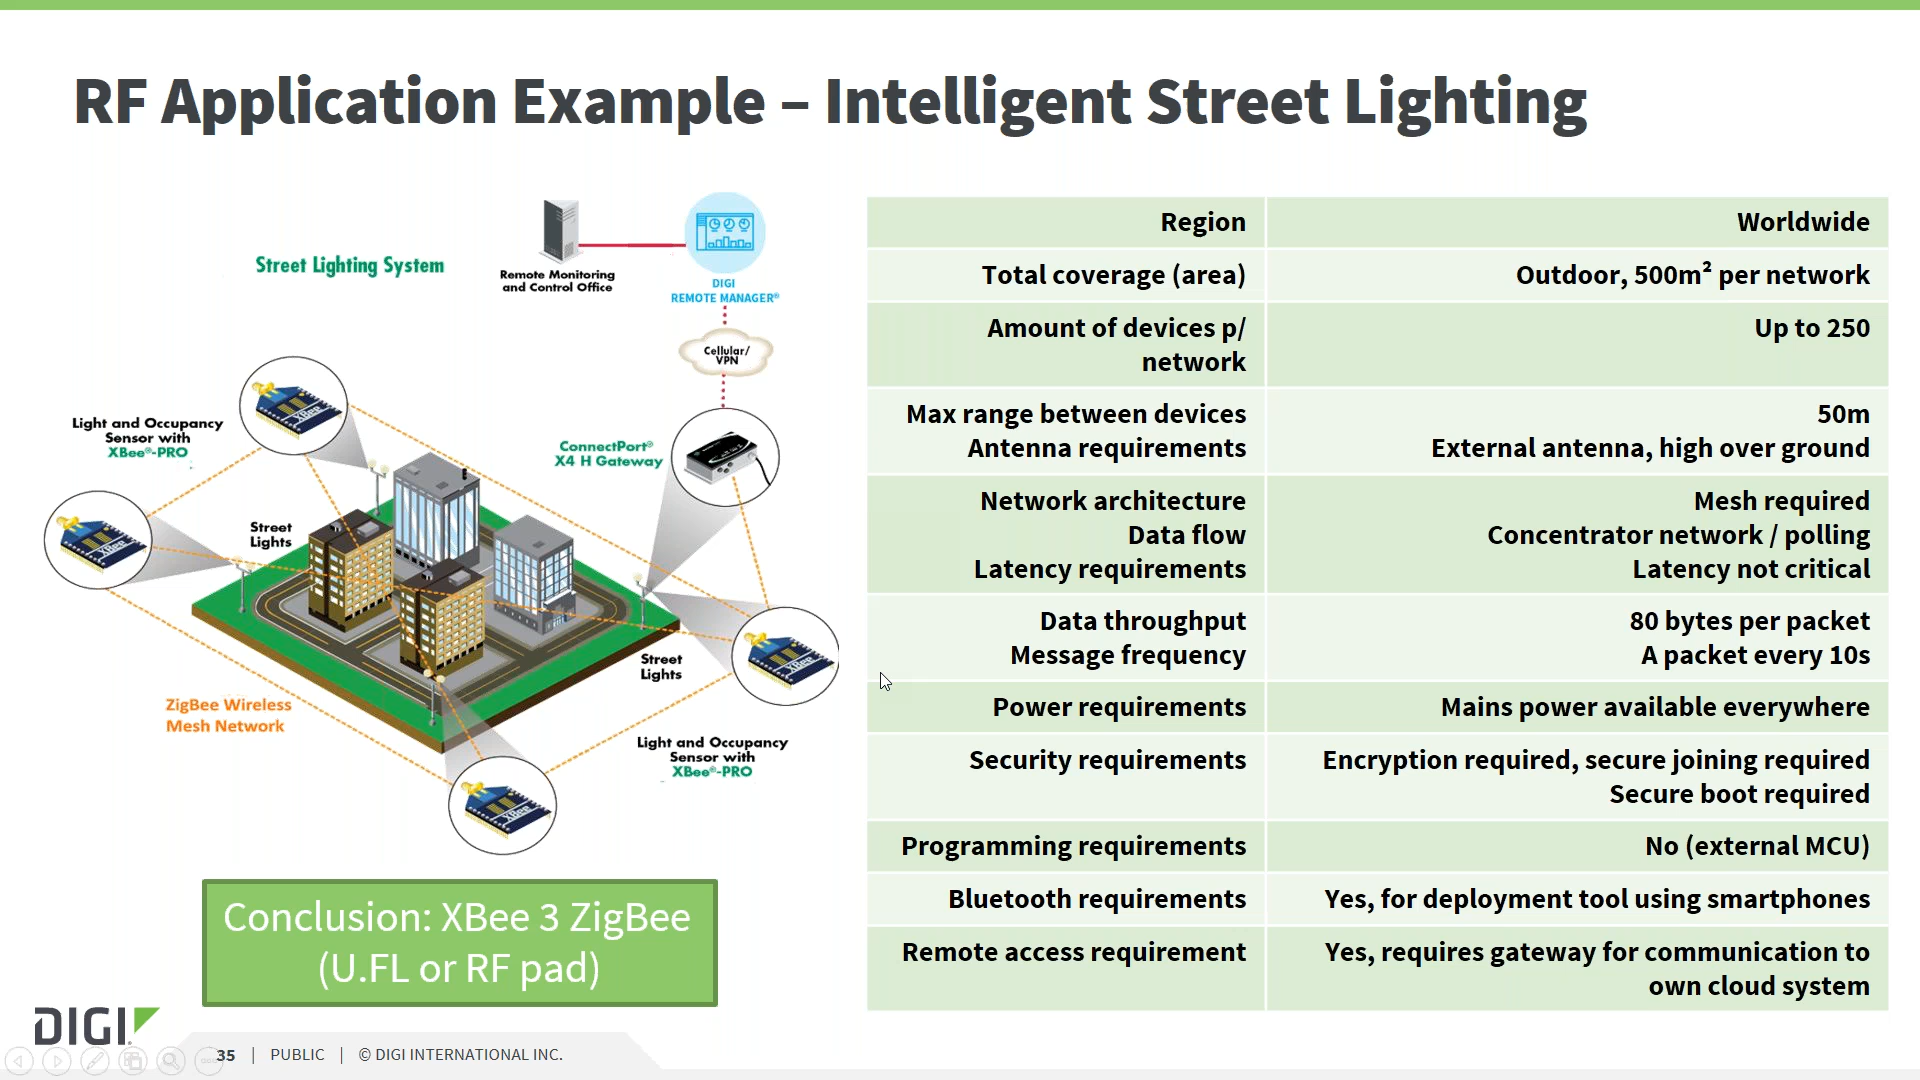 RF Application Example – Intelligent Street Lighting
Street Lighting System
Remote Monitoring
and Control Office
DIGI
REMOTE MANAGER®
Cellular/
VPN
Light and Occupancy
Sensor with
XBee®-PRO
XBee
ConnectPort®
X4 H Gateway
XBee
Street
Lights
XBee
Street
Lights
ZigBee Wireless
Mesh Network
Light and Occupancy
Sensor with
XBee®-PRO
XBee
Conclusion: XBee 3 ZigBee
(U.FL or RF pad)
Region
Worldwide
Total coverage (area)
Outdoor, 500m² per network
Amount of devices p/
network
Up to 250
Max range between devices
Antenna requirements
50m
External antenna, high over ground
Network architecture
Data flow
Latency requirements
Mesh required
Concentrator network / polling
Latency not critical
Data throughput
Message frequency
80 bytes per packet
A packet every 10s
Power requirements
Mains power available everywhere
Security requirements
Encryption required, secure joining required
Secure boot required
Programming requirements
No (external MCU)
Bluetooth requirements
Yes, for deployment tool using smartphones
Remote access requirement
Yes, requires gateway for communication to
own cloud system
DIGI
35 | PUBLIC | © DIGI INTERNATIONAL INC.